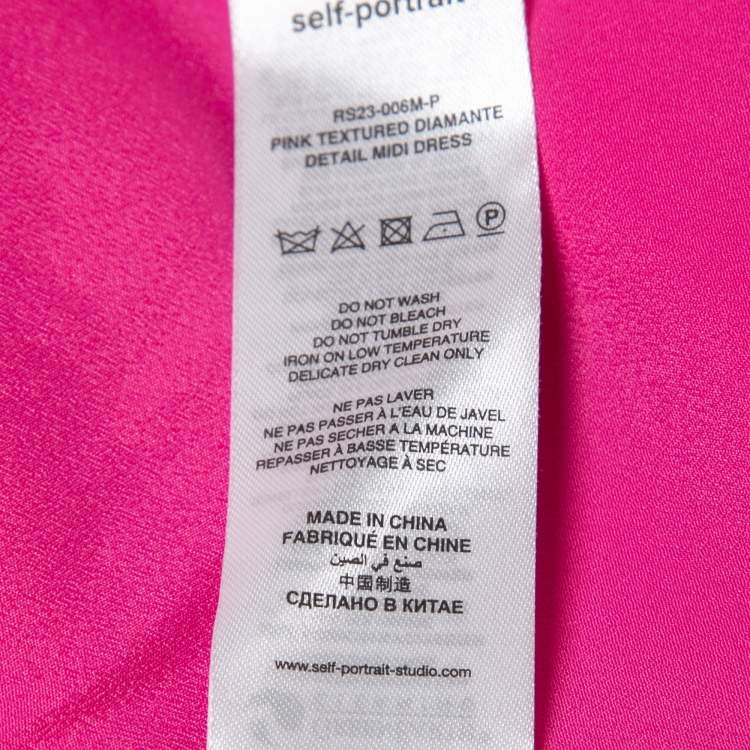 self-portrait
RS23-006M-P
PINK TEXTURED DIAMANTE
DETAIL MIDI DRESS
P
DO NOT WASH
DO NOT BLEACH
DO NOT TUMBLE DRY
IRON ON LOW TEMPERATURE
DELICATE DRY CLEAN ONLY
NE PAS LAVER
NE PAS PASSER À L'EAU DE JAVEL
NE PAS SECHER A LA MACHINE
REPASSER À BASSE TEMPÉRATURE
NETTOYAGE À SEC
MADE IN CHINA
FABRIQUÉ EN CHINE
صنع في الصين
中国制造
СДЕЛАНО В КИТАЕ
www.self-portrait-studio.com